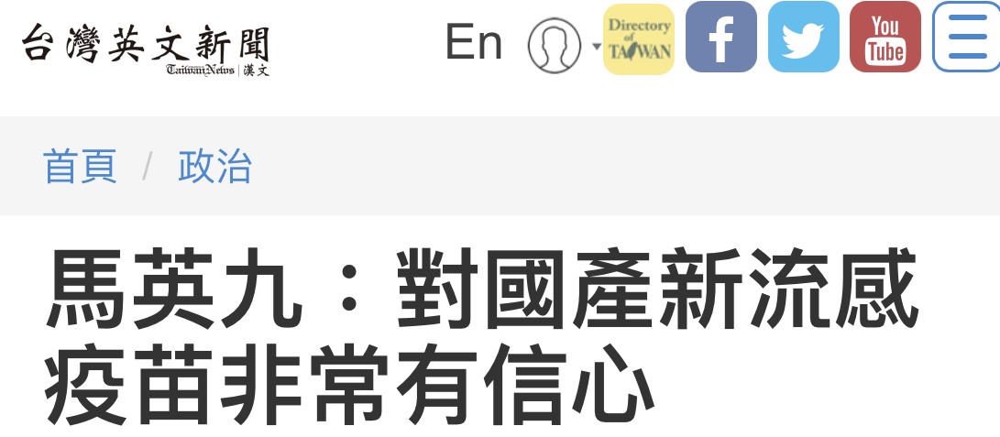 台灣英文新聞
Taiwan News | 漢文
En
Directory
of
TAIWAN
You
Tube
首頁 / 政治
馬英九：對國產新流感
疫苗非常有信心